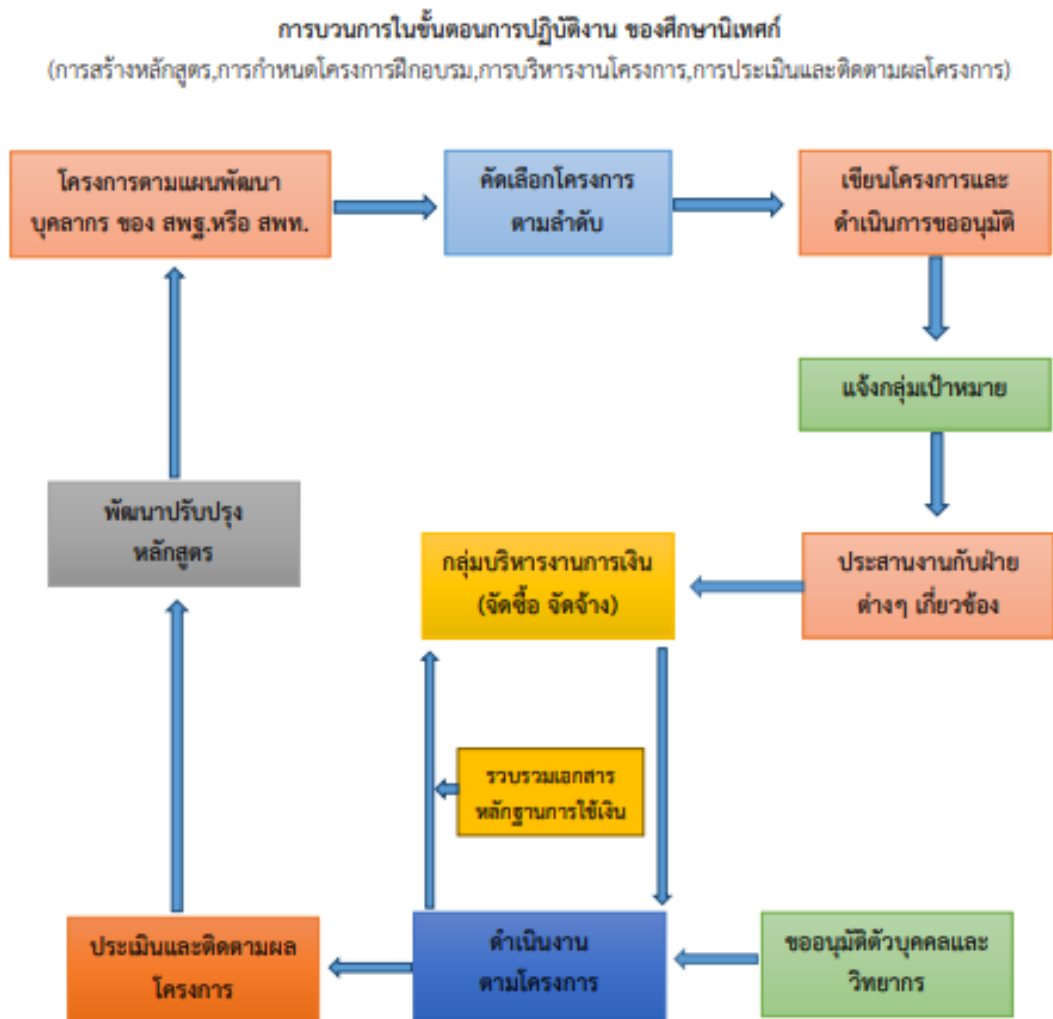 การบวนการในขั้นตอนการปฏิบัติงาน ของศึกษานิเทศก์
(การสร้างหลักสูตร,การกำหนดโครงการฝึกอบรม,การบริหารงานโครงการ,การประเมินและติดตามผลโครงการ)
โครงการตามแผนพัฒนา
บุคลากร ของ สพฐ.หรือ สพท.
คัดเลือกโครงการ
ตามลำดับ
เขียนโครงการและ
ดำเนินการขออนุมัติ
แจ้งกลุ่มเป้าหมาย
พัฒนาปรับปรุง
หลักสูตร
กลุ่มบริหารงานการเงิน
(จัดซื้อ จัดจ้าง)
ประสานงานกับฝ่าย
ต่างๆ เกี่ยวข้อง
รวบรวมเอกสาร
หลักฐานการใช้เงิน
ประเมินและติดตามผล
โครงการ
ดำเนินงาน
ตามโครงการ
ขออนุมัติตัวบุคคลและ
วิทยากร